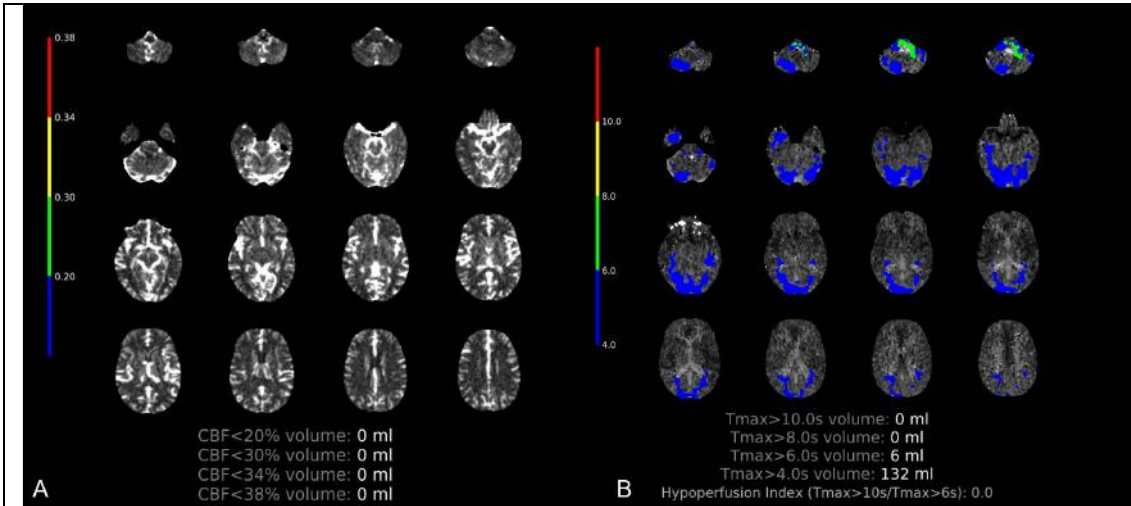 0.38
0.34
0.30
0.20
CBF<20% volume: 0 ml
CBF<30% volume: 0 ml
CBF<34% volume: 0 ml
CBF<38% volume: 0 ml
A
10.0
8.0
6.0
4.0
Tmax>10.0s volume: 0 ml
Tmax>8.0s volume: 0 ml
Tmax>6.0s volume: 6 ml
Tmax>4.0s volume: 132 ml
Hypoperfusion Index (Tmax>10s/Tmax>6s): 0.0
B